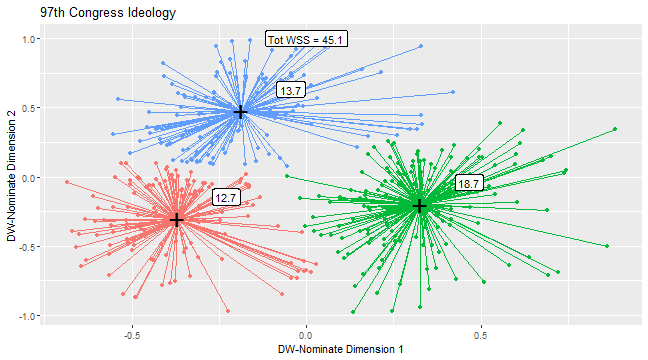 97th Congress Ideology
Tot WSS = 45.1
13.7
18.7
12.7
DW-Nominate Dimension 2
1.0
0.5
0.0
-0.5
-1.0
-0.5
0.0
0.5
DW-Nominate Dimension 1